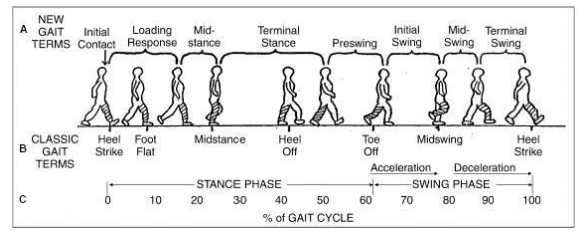 A NEW GAIT TERMS
Initial Contact
Loading Response
Mid-stance
Terminal Stance
Preswing
Initial Swing
Mid-Swing
Terminal Swing
B CLASSIC GAIT TERMS
Heel Strike
Foot Flat
Midstance
Heel Off
Toe Off
Midswing
Heel Strike
Acceleration Deceleration
STANCE PHASE SWING PHASE
C 0 10 20 30 40 50 60 70 80 90 100
% of GAIT CYCLE